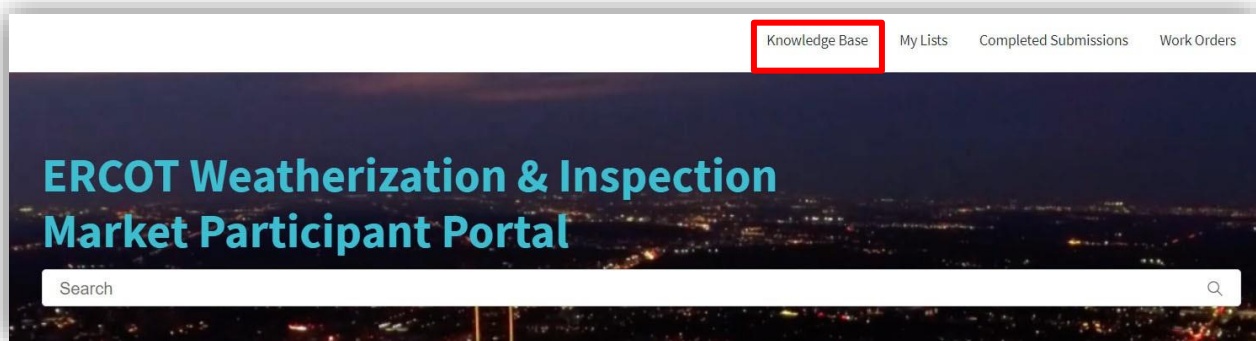 Knowledge Base My Lists Completed Submissions Work Orders
ERCOT Weatherization & Inspection
Market Participant Portal
Search